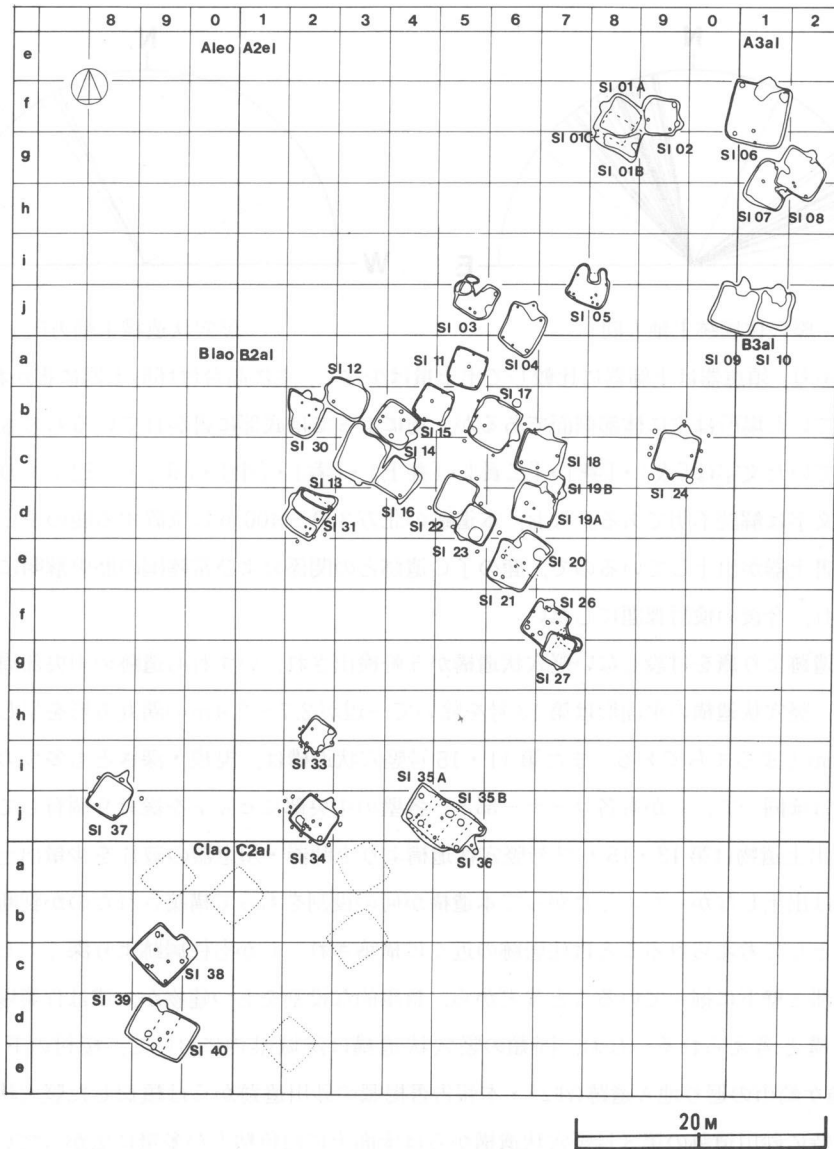 8 9 0 1 2 3 4 5 6 7 8 9 0 1 2
e
Aleo A2el
A3al
f
SI 01A
SI 01C
SI 02
g
SI 01B
SI 06
h
SI 07
SI 08
i
j
SI 03
SI 05
SI 04
SI 09
SI 10
B3al
a
Blao B2al
SI 12
SI 11
SI 17
b
SI 30
SI 15
SI 14
c
SI 18
SI 13
SI 16
SI 19B
SI 24
d
SI 31
SI 22
SI 19A
SI 23
e
SI 20
SI 21
f
SI 26
g
SI 27
h
SI 33
i
SI 35A
SI 35B
j
SI 37
SI 34
SI 36
Clao C2al
a
b
c
SI 38
SI 39
d
SI 40
e
20 M